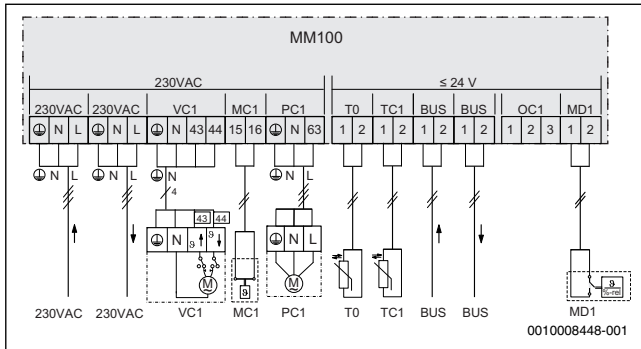 MM100
230VAC ≤ 24 V
230VAC 230VAC VC1 MC1 PC1 T0 TC1 BUS BUS OC1 MD1
N L N L N 43 44 15 16 N 63 1 2 1 2 1 2 1 2 1 2 3 1 2
N L N L N N L
4
43 44
N ϑ ϑ N L
M M
ϑ ϑ
%-rel
230VAC 230VAC VC1 MC1 PC1 T0 TC1 BUS BUS MD1
0010008448-001